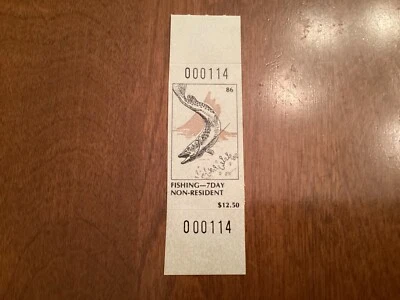 000114
86
FISHING—7DAY
NON-RESIDENT
$12.50
000114